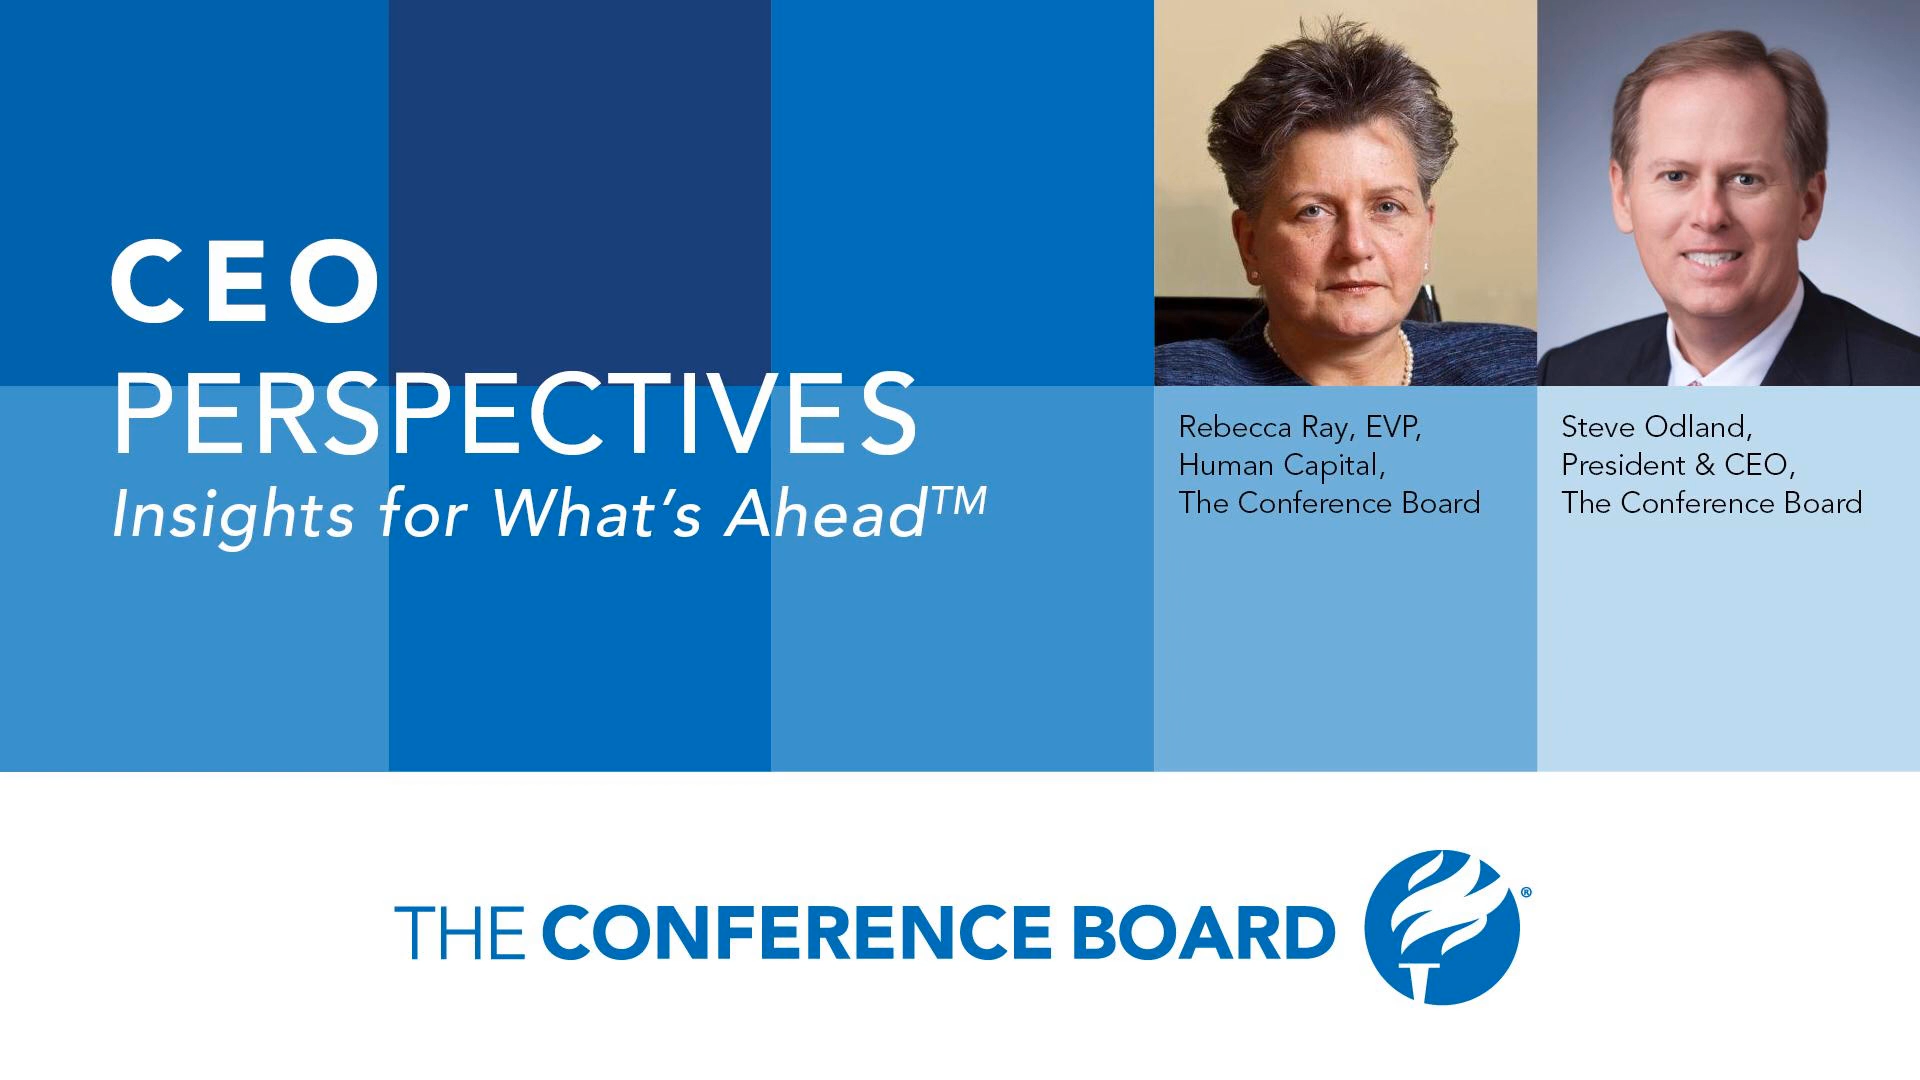 CEO
PERSPECTIVES
Insights for What's Ahead™
Rebecca Ray, EVP,
Human Capital,
The Conference Board
Steve Odland,
President & CEO,
The Conference Board
THE CONFERENCE BOARD ®